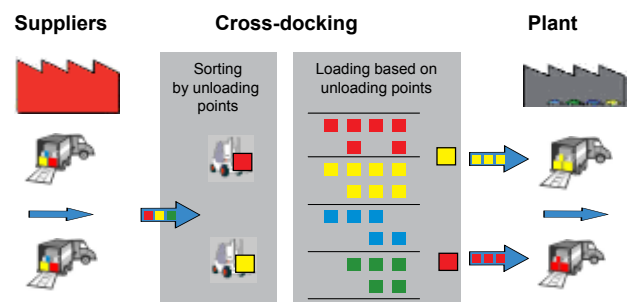 Suppliers
Cross-docking
Plant
Sorting
by unloading
points
Loading based on
unloading points